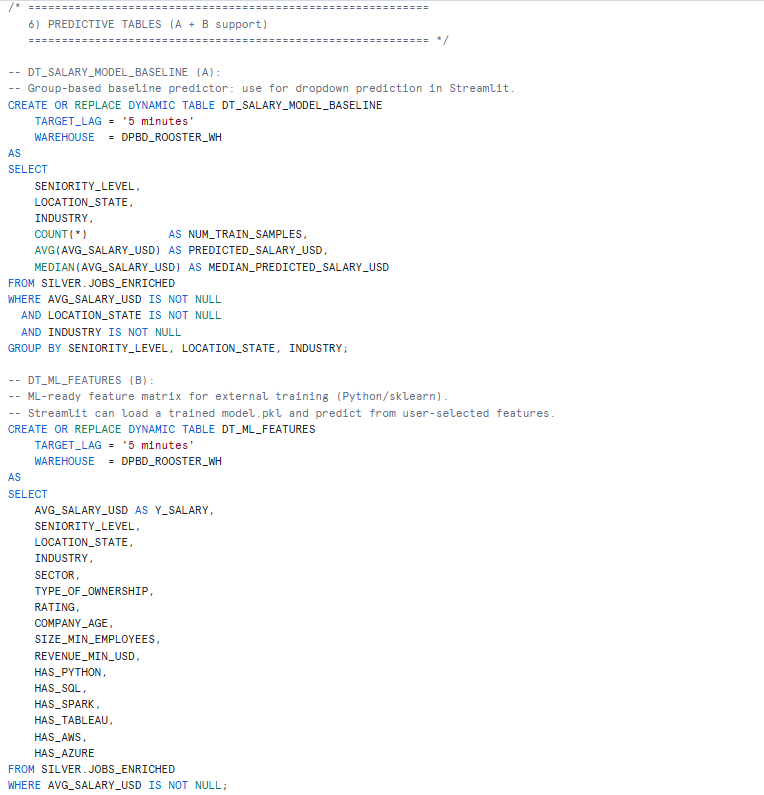 /* ============================================================
6) PREDICTIVE TABLES (A + B support)
============================================================ */
-- DT_SALARY_MODEL_BASELINE (A):
-- Group-based baseline predictor: use for dropdown prediction in Streamlit.
CREATE OR REPLACE DYNAMIC TABLE DT_SALARY_MODEL_BASELINE
    TARGET_LAG = '5 minutes'
    WAREHOUSE  = DPBD_ROOSTER_WH
AS
SELECT
    SENIORITY_LEVEL,
    LOCATION_STATE,
    INDUSTRY,
    COUNT(*)            AS NUM_TRAIN_SAMPLES,
    AVG(AVG_SALARY_USD) AS PREDICTED_SALARY_USD,
    MEDIAN(AVG_SALARY_USD) AS MEDIAN_PREDICTED_SALARY_USD
FROM SILVER.JOBS_ENRICHED
WHERE AVG_SALARY_USD IS NOT NULL
  AND LOCATION_STATE IS NOT NULL
  AND INDUSTRY IS NOT NULL
GROUP BY SENIORITY_LEVEL, LOCATION_STATE, INDUSTRY;
-- DT_ML_FEATURES (B):
-- ML-ready feature matrix for external training (Python/sklearn).
-- Streamlit can load a trained model.pkl and predict from user-selected features.
CREATE OR REPLACE DYNAMIC TABLE DT_ML_FEATURES
    TARGET_LAG = '5 minutes'
    WAREHOUSE  = DPBD_ROOSTER_WH
AS
SELECT
    AVG_SALARY_USD AS Y_SALARY,
    SENIORITY_LEVEL,
    LOCATION_STATE,
    INDUSTRY,
    SECTOR,
    TYPE_OF_OWNERSHIP,
    RATING,
    COMPANY_AGE,
    SIZE_MIN_EMPLOYEES,
    REVENUE_MIN_USD,
    HAS_PYTHON,
    HAS_SQL,
    HAS_SPARK,
    HAS_TABLEAU,
    HAS_AWS,
    HAS_AZURE
FROM SILVER.JOBS_ENRICHED
WHERE AVG_SALARY_USD IS NOT NULL;